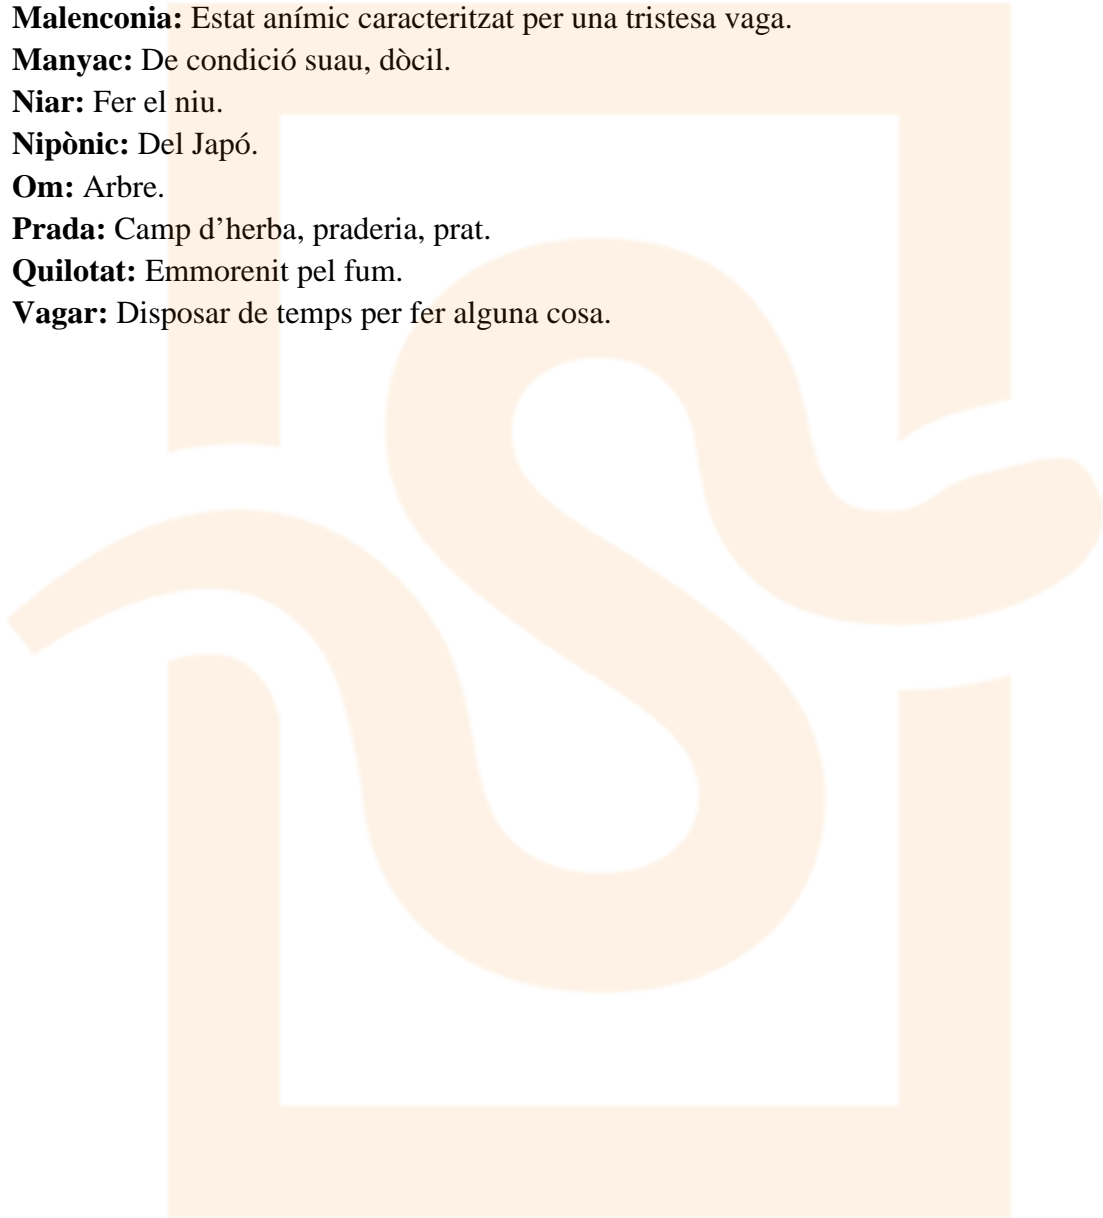 Malenconia: Estat anímic caracteritzat per una tristesa vaga.
Manyac: De condició suau, dòcil.
Niar: Fer el niu.
Nipònic: Del Japó.
Om: Arbre.
Prada: Camp d’herba, praderia, prat.
Quilotat: Emmorenit pel fum.
Vagar: Disposar de temps per fer alguna cosa.